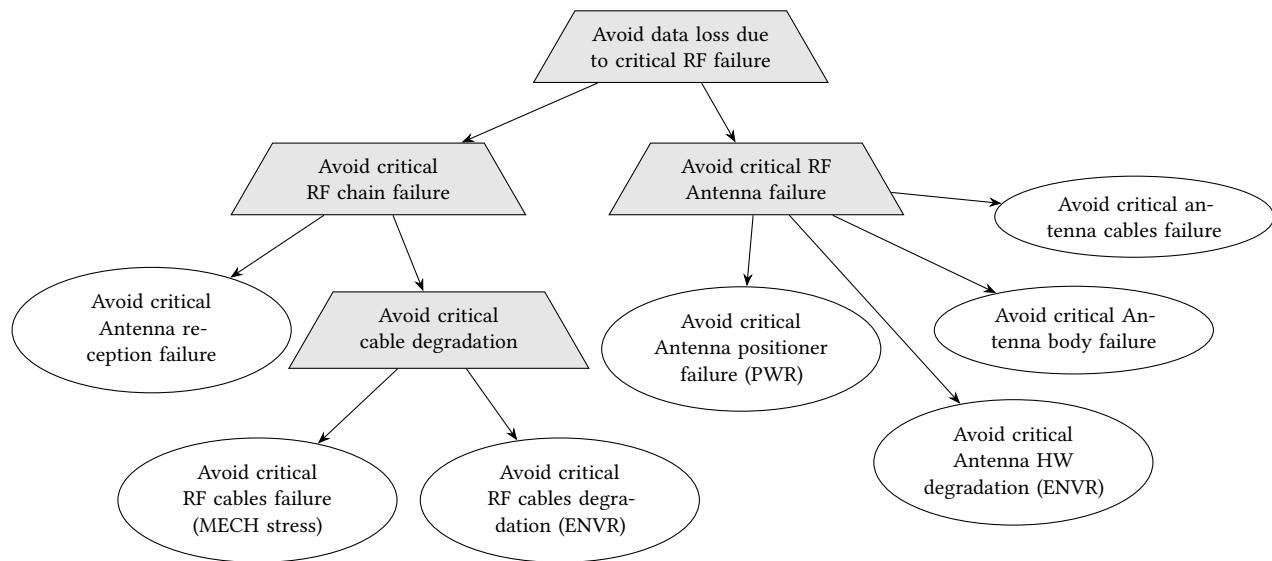 Avoid data loss due
to critical RF failure
Avoid critical
RF chain failure
Avoid critical RF
Antenna failure
Avoid critical an-
tenna cables failure
Avoid critical
Antenna re-
ception failure
Avoid critical
cable degradation
Avoid critical
Antenna positioner
failure (PWR)
Avoid critical An-
tenna body failure
Avoid critical
RF cables failure
(MECH stress)
Avoid critical
RF cables degra-
dation (ENVR)
Avoid critical
Antenna HW
degradation (ENVR)